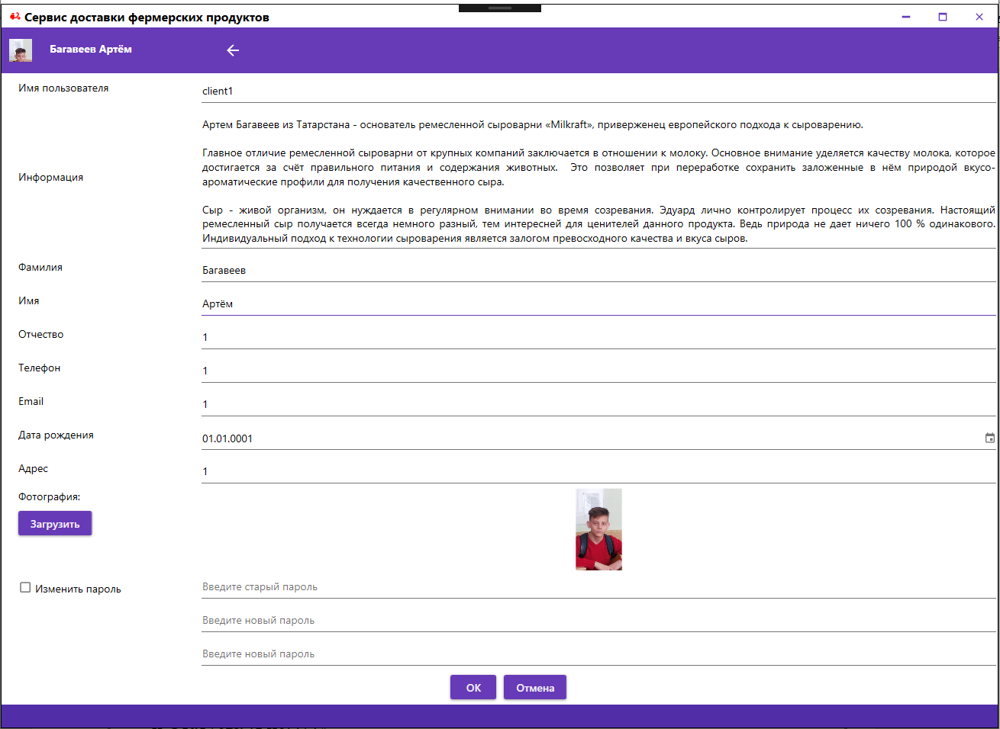 Сервис доставки фермерских продуктов
Багавеев Артём
Имя пользователя
client1
Информация
Артем Багавеев из Татарстана - основатель ремесленной сыроварни «Milkraft», приверженец европейского подхода к сыроварению.
Главное отличие ремесленной сыроварни от крупных компаний заключается в отношении к молоку. Основное внимание уделяется качеству молока, которое
достигается за счёт правильного питания и содержания животных.  Это позволяет при переработке сохранить заложенные в нём природой вкусо-
ароматические профили для получения качественного сыра.
Сыр - живой организм, он нуждается в регулярном внимании во время созревания. Эдуард лично контролирует процесс их созревания. Настоящий
ремесленный сыр получается всегда немного разный, тем интересней для ценителей данного продукта. Ведь природа не дает ничего 100 % одинакового.
Индивидуальный подход к технологии сыроварения является залогом превосходного качества и вкуса сыров.
Фамилия
Багавеев
Имя
Артём
Отчество
1
Телефон
1
Email
1
Дата рождения
01.01.0001
Адрес
1
Фотография:
Загрузить
Изменить пароль
Введите старый пароль
Введите новый пароль
Введите новый пароль
ОК
Отмена